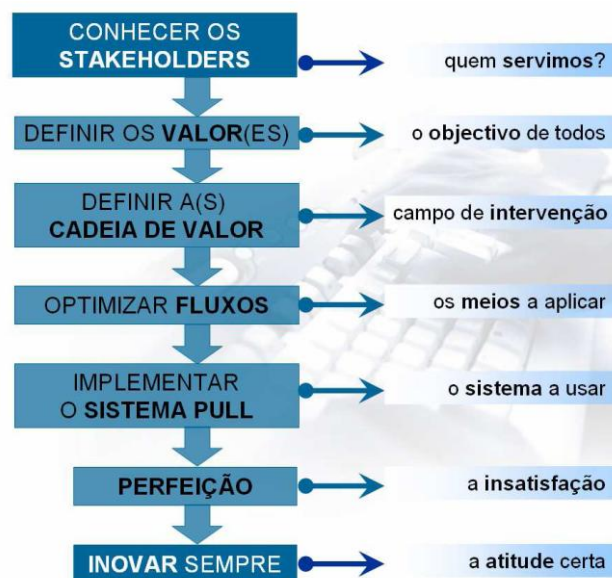 CONHECER OS
STAKEHOLDERS
quem servimos?
DEFINIR OS VALOR(ES)
o objectivo de todos
DEFINIR A(S)
CADEIA DE VALOR
campo de intervenção
OPTIMIZAR FLUXOS
os meios a aplicar
IMPLEMENTAR
O SISTEMA PULL
o sistema a usar
PERFEIÇÃO
a insatisfação
INOVAR SEMPRE
a atitude certa